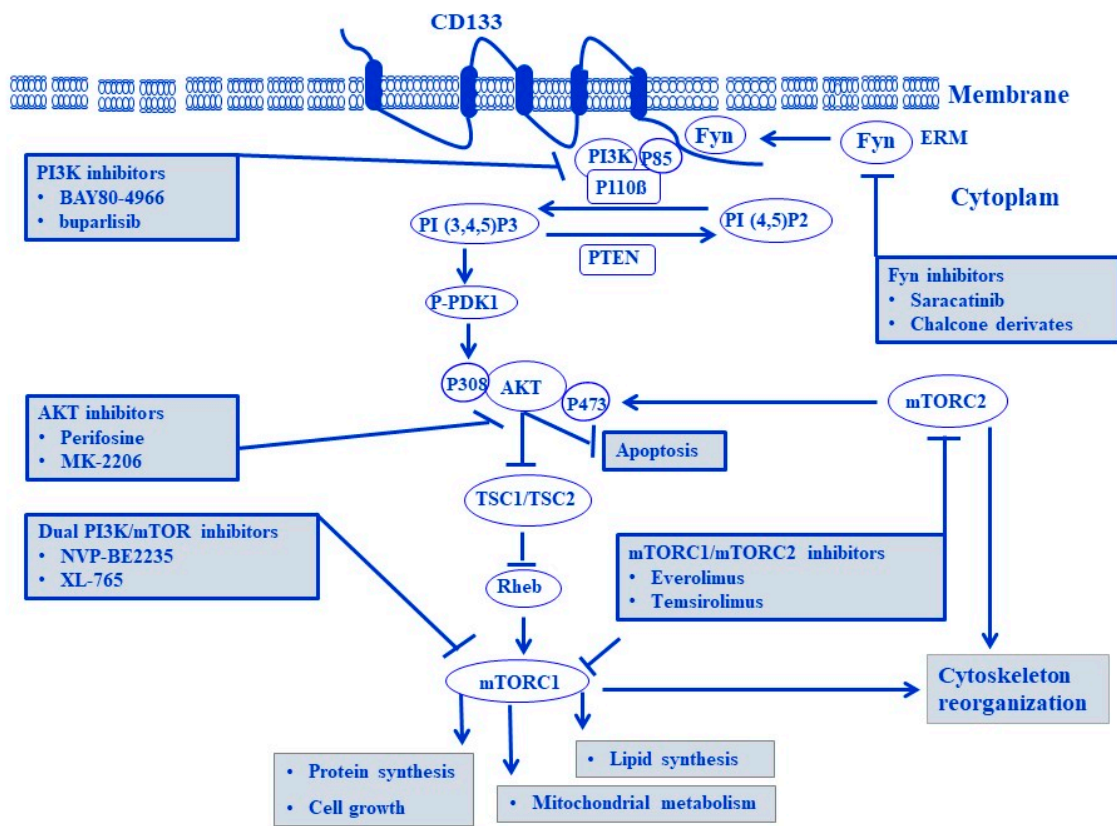 CD133
Membrane
Fyn
Fyn
ERM
PI3K
P85
P110ß
PI3K inhibitors
• BAY80-4966
• buparlisib
Cytoplam
PI (3,4,5)P3
PI (4,5)P2
PTEN
Fyn inhibitors
• Saracatinib
• Chalcone derivates
P-PDK1
P308
AKT
P473
mTORC2
AKT inhibitors
• Perifosine
• MK-2206
Apoptosis
TSC1/TSC2
Dual PI3K/mTOR inhibitors
• NVP-BE2235
• XL-765
mTORC1/mTORC2 inhibitors
• Everolimus
• Temsirolimus
Rheb
mTORC1
Cytoskeleton
reorganization
• Protein synthesis
• Cell growth
• Lipid synthesis
• Mitochondrial metabolism